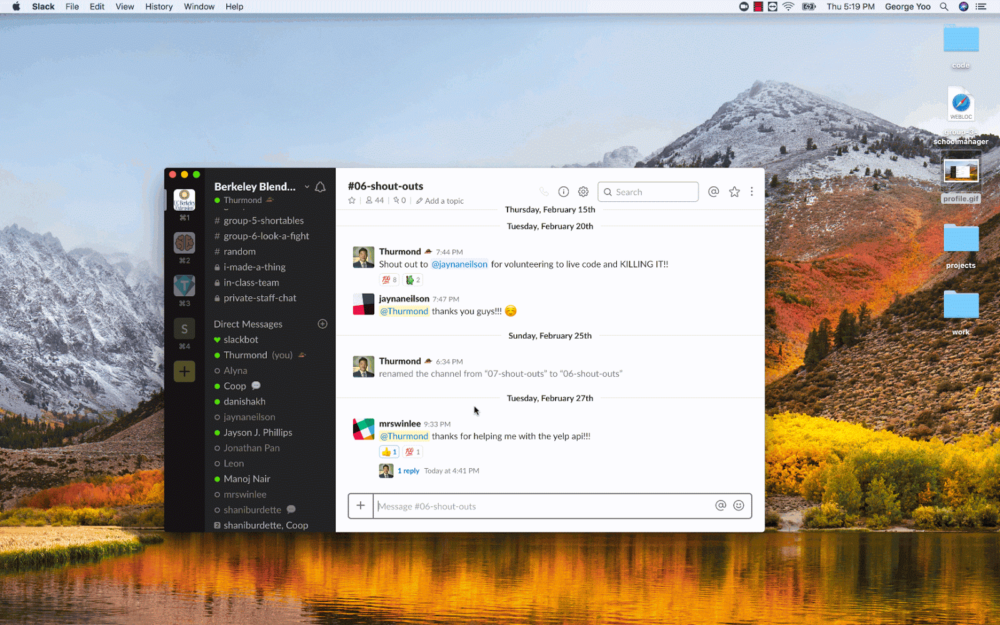 Slack File Edit View History Window Help
Thu 5:19 PM George Yoo
code
WEBLOC
group-3-
schoolmanager
profile.gif
projects
work
UC Berkeley
Extension
⌘1
⌘2
T
⌘3
S
⌘4
+
Berkeley Blend...
Thurmond
# group-5-shortables
# group-6-look-a-fight
# random
i-made-a-thing
in-class-team
private-staff-chat
Direct Messages
slackbot
Thurmond (you)
Alyna
Coop
danishakh
jaynaneilson
Jayson J. Phillips
Jonathan Pan
Leon
Manoj Nair
mrswinlee
shaniburdette
2 shaniburdette, Coop
#06-shout-outs
44 | 0 | Add a topic
Search
Thursday, February 15th
Tuesday, February 20th
Thurmond 7:44 PM
Shout out to @jaynaneilson for volunteering to live code and KILLING IT!!
💯 8 2
jaynaneilson 7:47 PM
@Thurmond thanks you guys!!! ☺️
Sunday, February 25th
Thurmond 6:34 PM
renamed the channel from “07-shout-outs” to “06-shout-outs”
Tuesday, February 27th
mrswinlee 9:33 PM
@Thurmond thanks for helping me with the yelp api!!!
👍 1 💯 1
1 reply Today at 4:41 PM
+ Message #06-shout-outs @